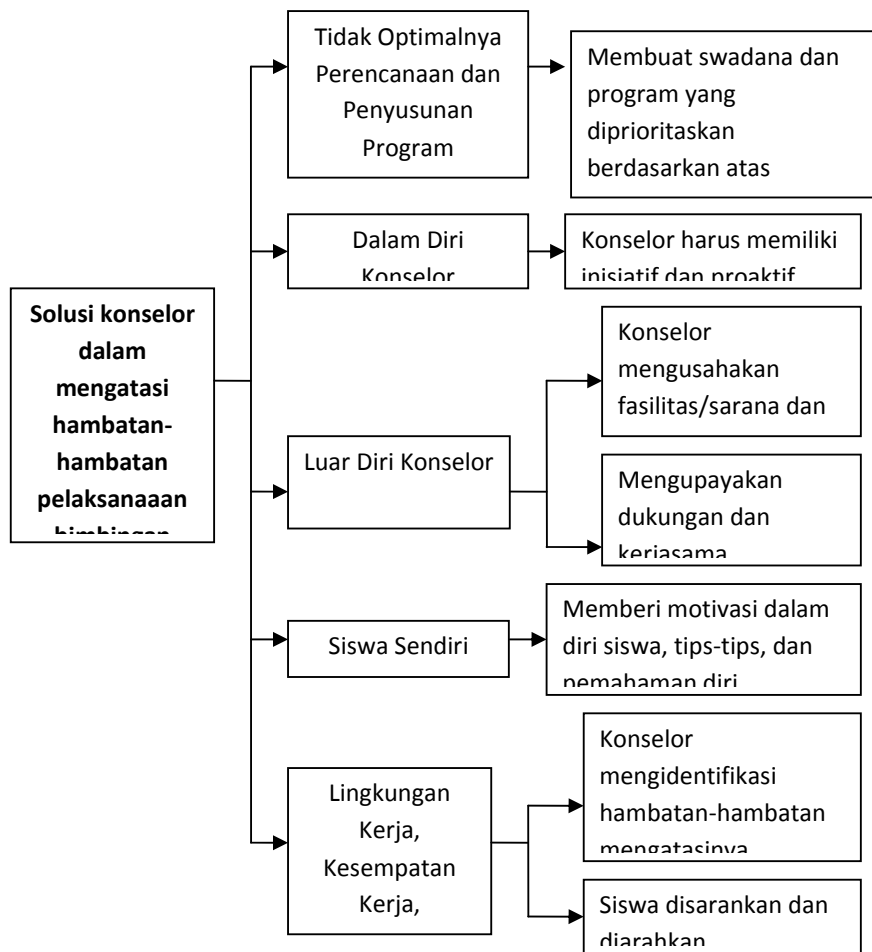 Tidak Optimalnya
Perencanaan dan
Penyusunan
Program
Membuat swadana dan
program yang
diprioritaskan
berdasarkan atas
Dalam Diri
Konselor
Konselor harus memiliki
inisiatif dan proaktif
Solusi konselor
dalam
mengatasi
hambatan-
hambatan
pelaksanaaan
bimbingan
Luar Diri Konselor
Konselor
mengusahakan
fasilitas/sarana dan
Mengupayakan
dukungan dan
kerjasama
Siswa Sendiri
Memberi motivasi dalam
diri siswa, tips-tips, dan
pemahaman diri
Lingkungan
Kerja,
Kesempatan
Kerja,
Konselor
mengidentifikasi
hambatan-hambatan
mengatasinya
Siswa disarankan dan
diarahkan